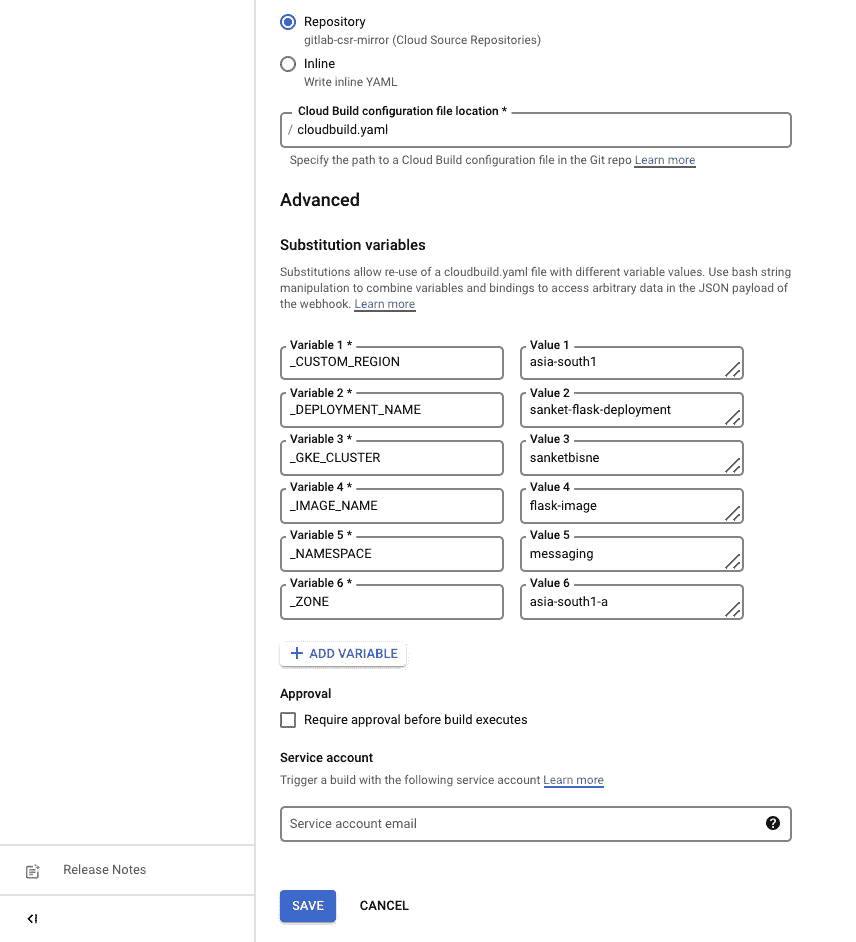 Repository
gitlab-csr-mirror (Cloud Source Repositories)
Inline
Write inline YAML
Cloud Build configuration file location *
/ cloudbuild.yaml
Specify the path to a Cloud Build configuration file in the Git repo Learn more
Advanced
Substitution variables
Substitutions allow re-use of a cloudbuild.yaml file with different variable values. Use bash string
manipulation to combine variables and bindings to access arbitrary data in the JSON payload of
the webhook. Learn more
Variable 1 * Value 1
_CUSTOM_REGION asia-south1
Variable 2 * Value 2
_DEPLOYMENT_NAME sanket-flask-deployment
Variable 3 * Value 3
_GKE_CLUSTER sanketbisne
Variable 4 * Value 4
_IMAGE_NAME flask-image
Variable 5 * Value 5
_NAMESPACE messaging
Variable 6 * Value 6
_ZONE asia-south1-a
+ ADD VARIABLE
Approval
Require approval before build executes
Service account
Trigger a build with the following service account Learn more
Service account email ?
Release Notes
SAVE CANCEL